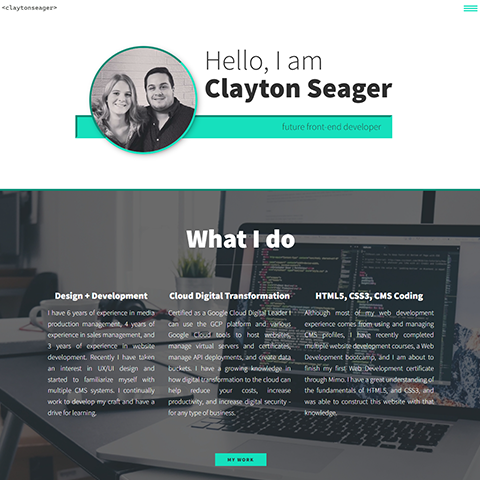 <claytonseager>
Hello, I am
Clayton Seager
future front-end developer
What I do
Design + Development
I have 6 years of experience in media
production management, 4 years of
experience in sales management, and
3 years of experience in website
development. Recently I have taken
an interest in UX/UI design and
started to familiarize myself with
multiple CMS systems. I continually
work to develop my craft and have a
drive for learning.
Cloud Digital Transformation
Certified as a Google Cloud Digital Leader I
can use the GCP platform and various
Google Cloud tools to host websites,
manage virtual servers and certificates,
manage API deployments, and create data
buckets. I have a growing knowledge in
how digital transformation to the cloud can
help reduce your costs, increase
productivity, and increase digital security -
for any type of business.
HTML5, CSS3, CMS Coding
Although most of my web development
experience comes from using and managing
CMS profiles, I have recently completed
multiple website development courses, a Web
Development bootcamp, and I am about to
finish my first Web Development certificate
through Mimo. I have a great understanding of
the fundamentals of HTML5, and CSS3, and
was able to construct this website with that
knowledge.
MY WORK